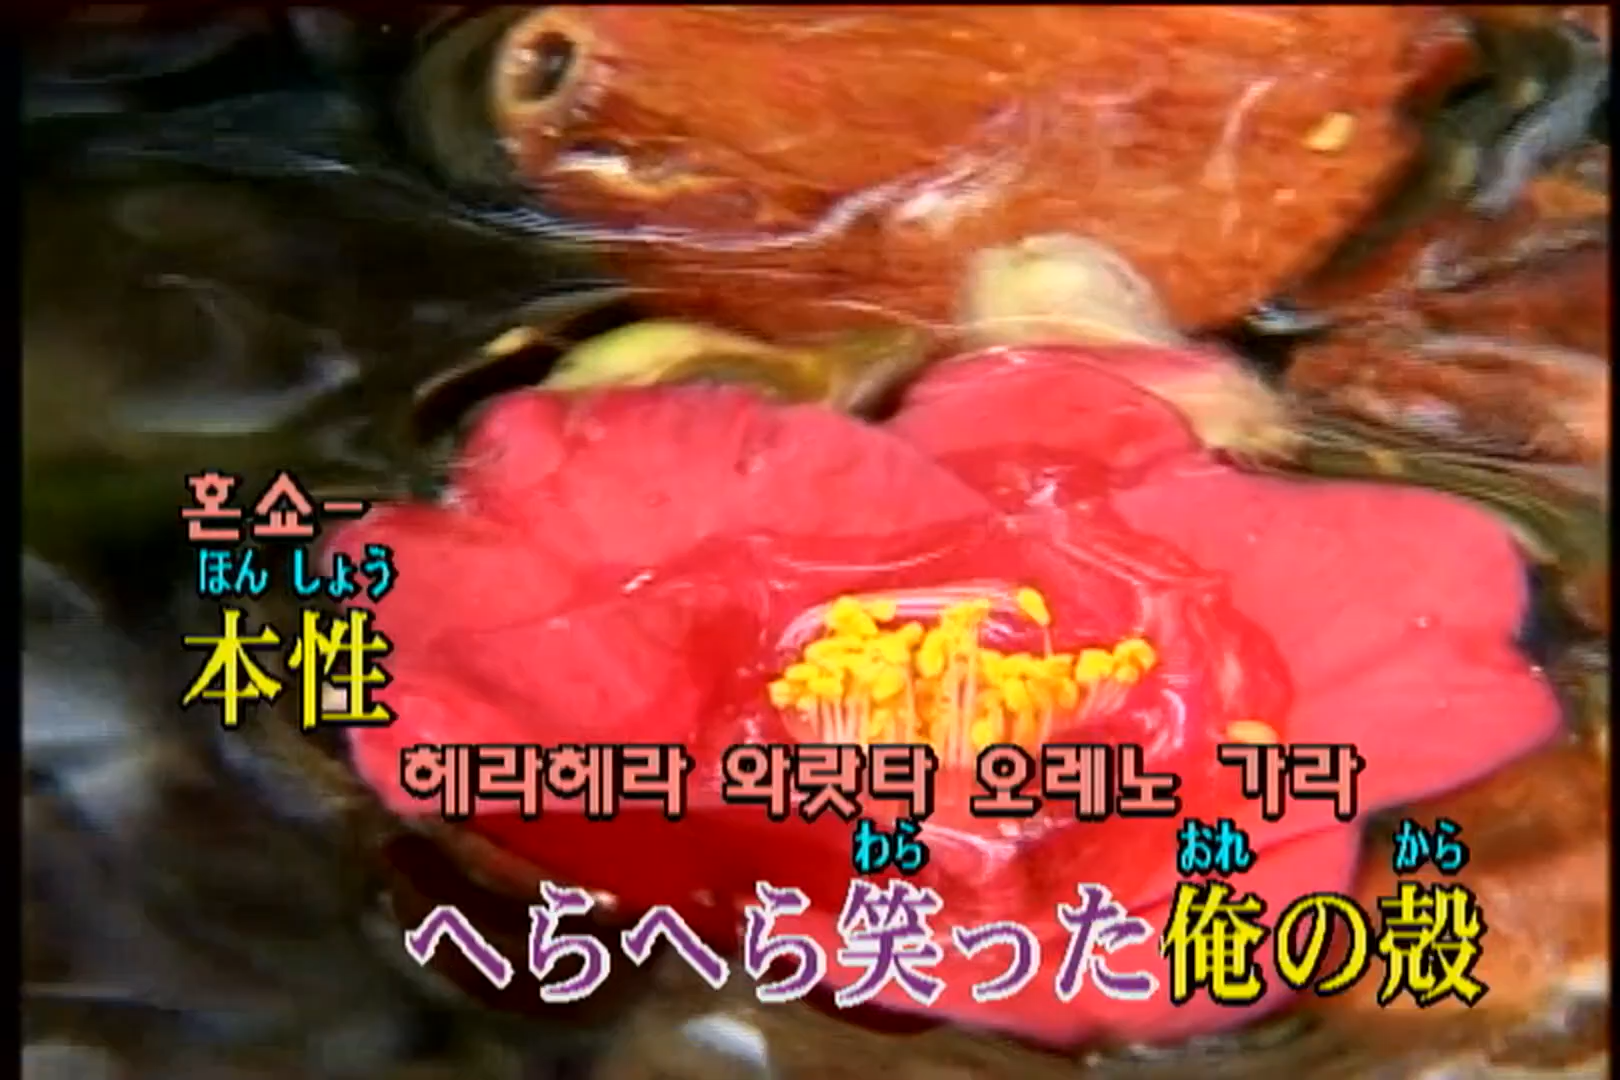 혼쇼-
ほんしょう
本性
헤라헤라 와랏타 오레노 가라
わら おれ から
へらへら笑った俺の殻